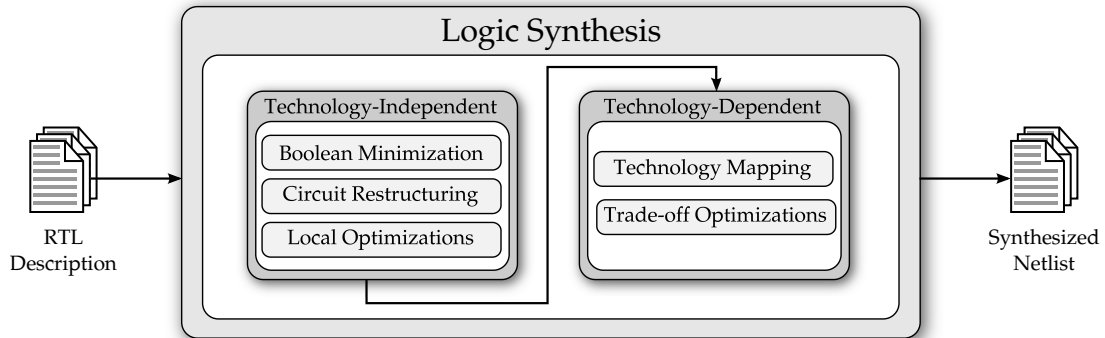 Logic Synthesis
RTL
Description
Technology-Independent
Boolean Minimization
Circuit Restructuring
Local Optimizations
Technology-Dependent
Technology Mapping
Trade-off Optimizations
Synthesized
Netlist